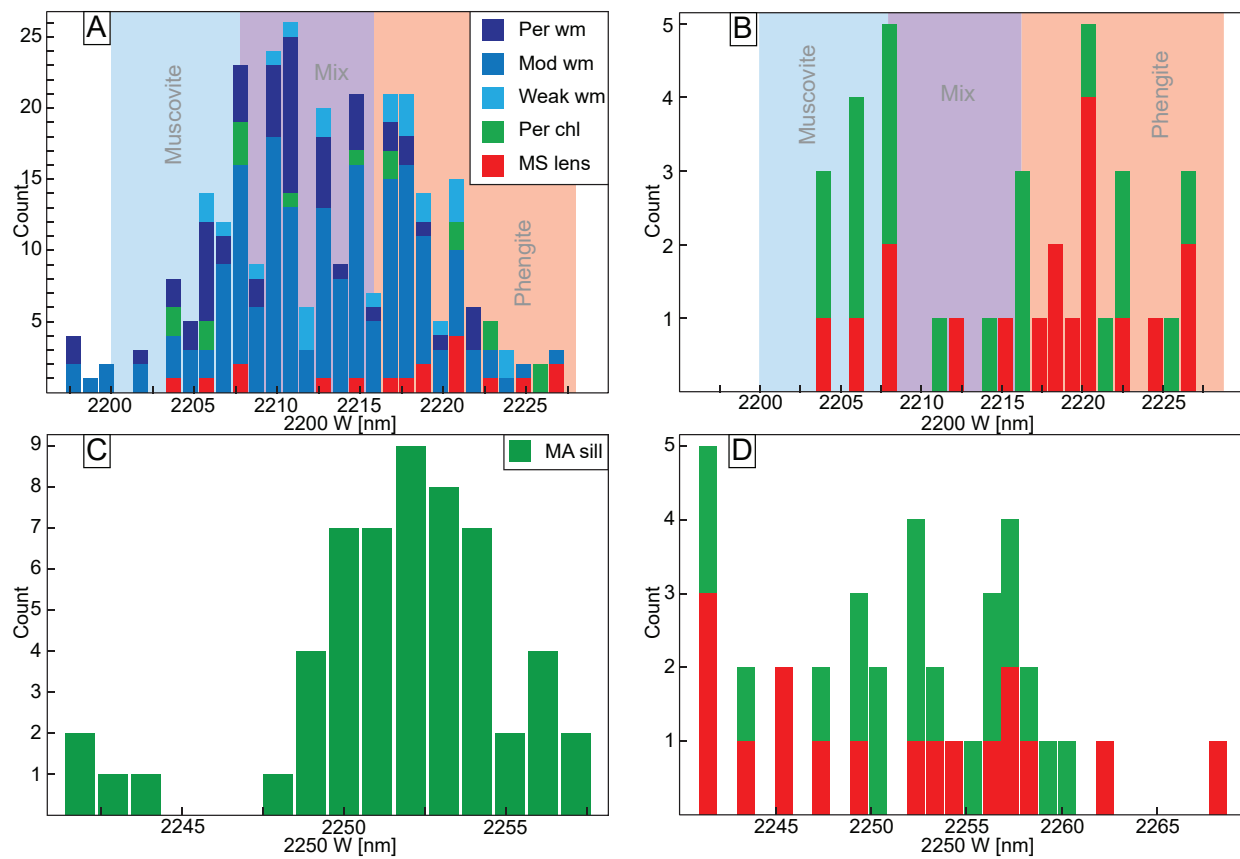 A
Muscovite
Mix
Phengite
Per wm
Mod wm
Weak wm
Per chl
MS lens
Count
25
20
15
10
5
2200 2205 2210 2215 2220 2225
2200 W [nm]
B
Muscovite
Mix
Phengite
Count
5
4
3
2
1
2200 2205 2210 2215 2220 2225
2200 W [nm]
C
MA sill
Count
9
8
7
6
5
4
3
2
1
2245 2250 2255
2250 W [nm]
D
Count
5
4
3
2
1
2245 2250 2255 2260 2265
2250 W [nm]